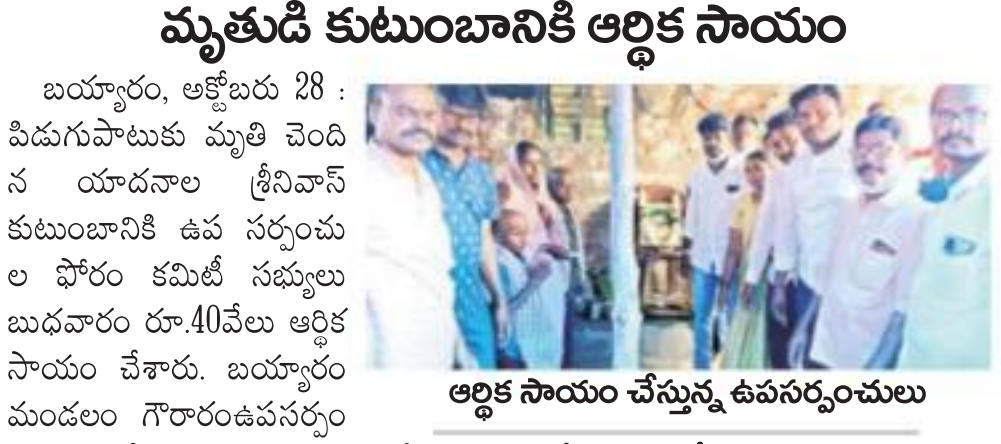 మృతుడి కుటుంబానికి ఆర్థిక సాయం
బయ్యారం, అక్టోబరు 28 :
పిడుగుపాటుకు మృతి చెంది
న యాదనాల శ్రీనివాస్
కుటుంబానికి ఉప సర్పంచు
ల ఫోరం కమిటీ సభ్యులు
బుధవారం రూ.40వేలు ఆర్థిక
సాయం చేశారు. బయ్యారం
మండలం గౌరారంఉపసర్పం
ఆర్థిక సాయం చేస్తున్న ఉపసర్పంచులు